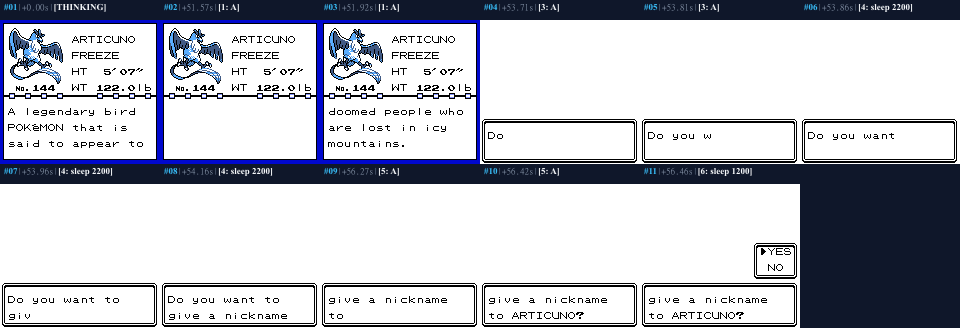 #01|+0.00s|[THINKING]
ARTICUNO
FREEZE
HT 5'07"
No.144 WT 122.0lb
A legendary bird
POKéMON that is
said to appear to
#02|+51.57s|[1: A]
ARTICUNO
FREEZE
HT 5'07"
No.144 WT 122.0lb
#03|+51.92s|[1: A]
ARTICUNO
FREEZE
HT 5'07"
No.144 WT 122.0lb
doomed people who
are lost in icy
mountains.
#04|+53.71s|[3: A]
Do
#05|+53.81s|[3: A]
Do you w
#06|+53.86s|[4: sleep 2200]
Do you want
#07|+53.96s|[4: sleep 2200]
Do you want to
giv
#08|+54.16s|[4: sleep 2200]
Do you want to
give a nickname
#09|+56.27s|[5: A]
give a nickname
to
#10|+56.42s|[5: A]
give a nickname
to ARTICUNO?
#11|+56.46s|[6: sleep 1200]
▶YES
NO
give a nickname
to ARTICUNO?